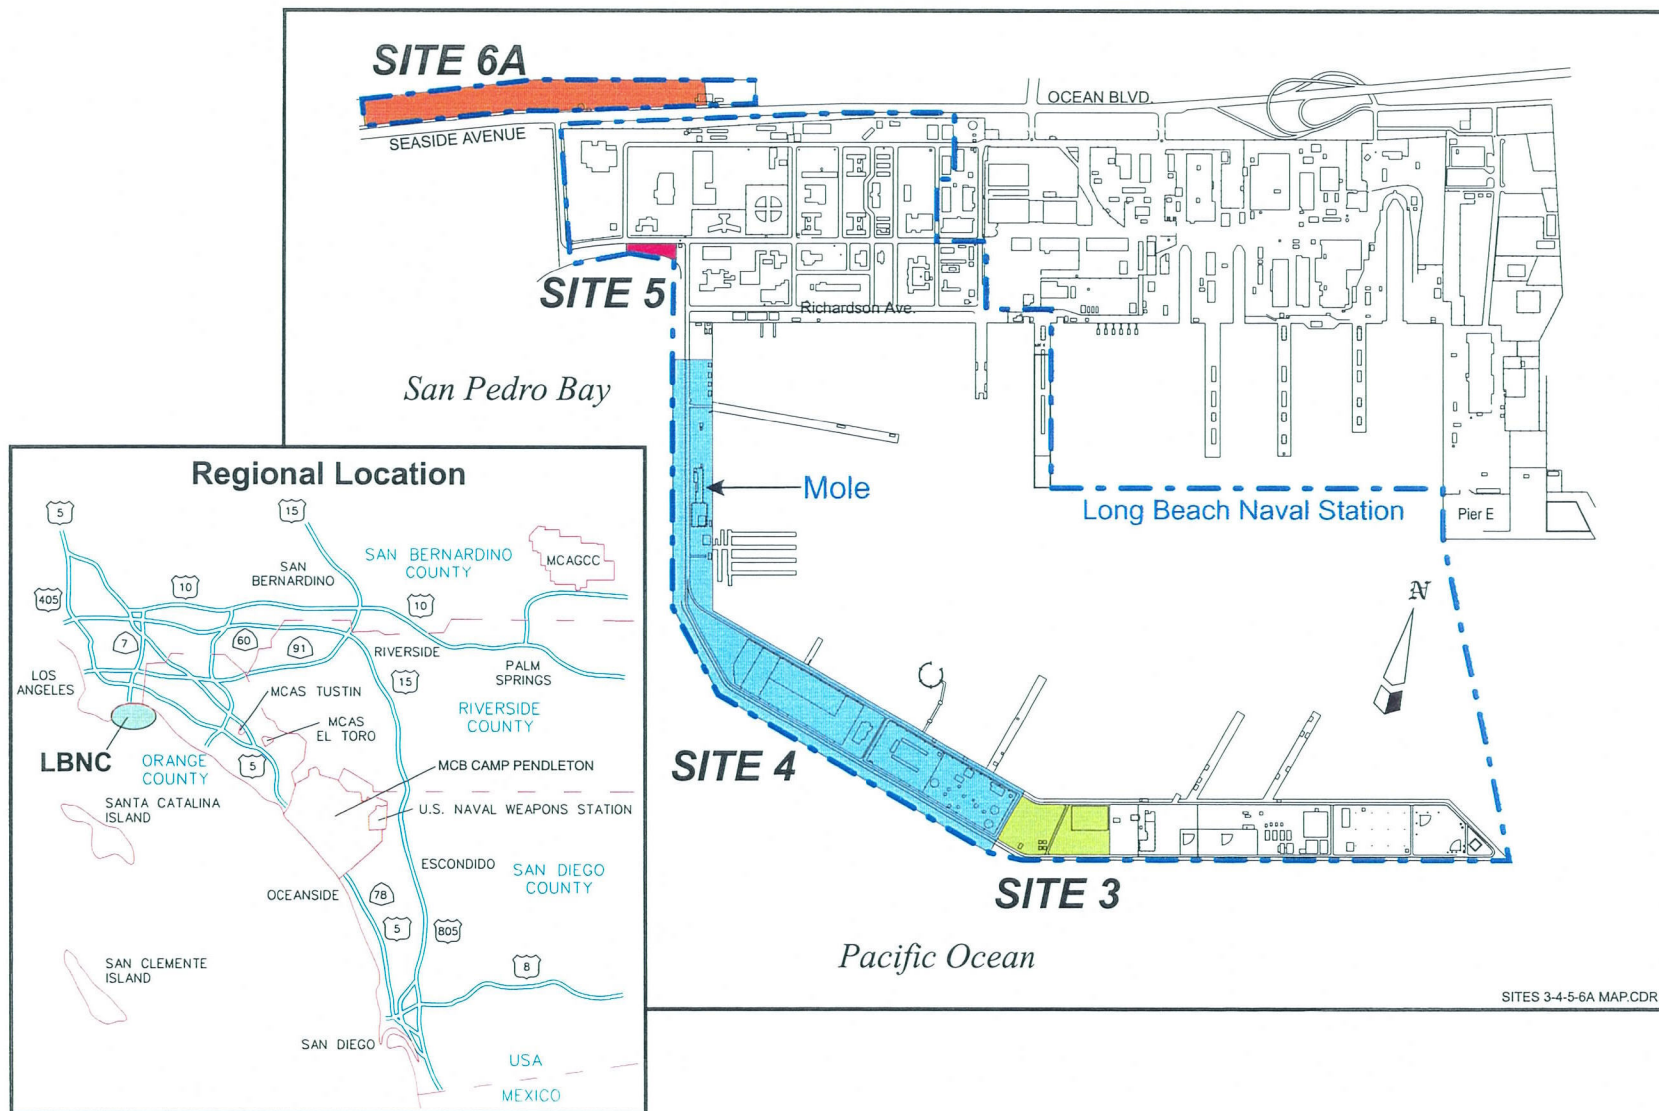 SITE 6A
OCEAN BLVD.
SEASIDE AVENUE
SITE 5
Richardson Ave.
San Pedro Bay
Mole
Long Beach Naval Station
Pier E
N
SITE 4
SITE 3
Pacific Ocean
SITES 3-4-5-6A MAP.CDR
Regional Location
5
15
SAN BERNARDINO
COUNTY
SAN
BERNARDINO
MCAGCC
10
405
10
7
60
91
RIVERSIDE
LOS
ANGELES
PALM
SPRINGS
15
MCAS TUSTIN
MCAS
EL TORO
RIVERSIDE
COUNTY
LBNC
ORANGE
COUNTY
5
MCB CAMP PENDLETON
SANTA CATALINA
ISLAND
U.S. NAVAL WEAPONS STATION
ESCONDIDO
SAN DIEGO
COUNTY
OCEANSIDE
78
5
805
SAN CLEMENTE
ISLAND
8
SAN DIEGO
USA
MEXICO